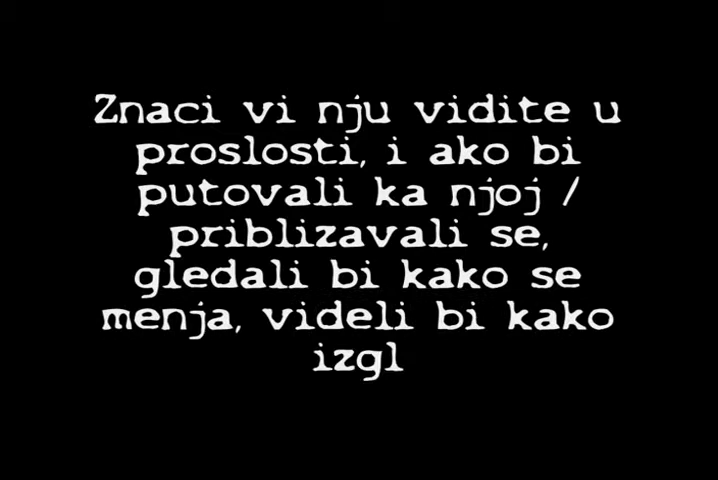 Znaci vi nju vidite u
proslosti, i ako bi
putovali ka njoj /
priblizavali se,
gledali bi kako se
menja, videli bi kako
izgl